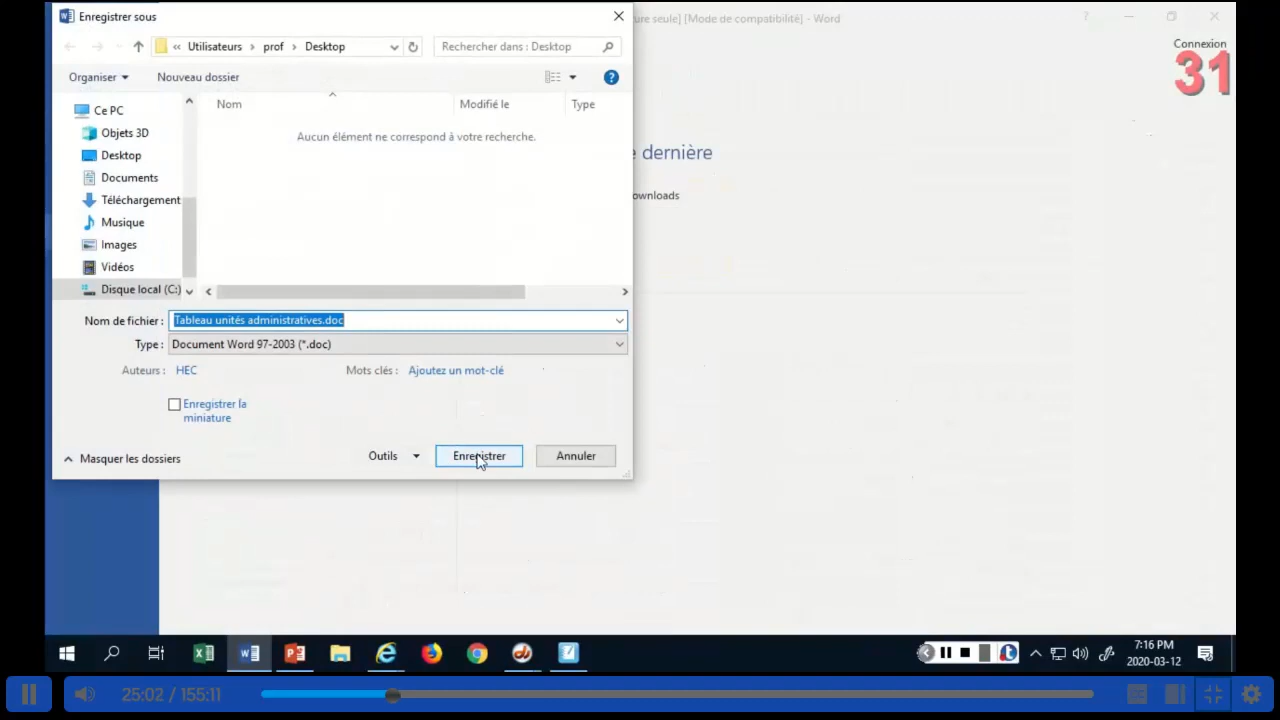 Enregistrer sous
ure seule] [Mode de compatibilité] - Word
?
Connexion
31
« Utilisateurs > prof > Desktop
Rechercher dans : Desktop
Organiser
Nouveau dossier
?
Ce PC
Objets 3D
Desktop
Documents
Téléchargement
Musique
Images
Vidéos
Disque local (C:)
Nom
Modifié le
Type
Aucun élément ne correspond à votre recherche.
e dernière
ownloads
Nom de fichier :
Tableau unités administratives.doc
Type :
Document Word 97-2003 (*.doc)
Auteurs :
HEC
Mots clés :
Ajoutez un mot-clé
Enregistrer la
miniature
Masquer les dossiers
Outils
Enregistrer
Annuler
7:16 PM
2020-03-12
25:02 / 155:11